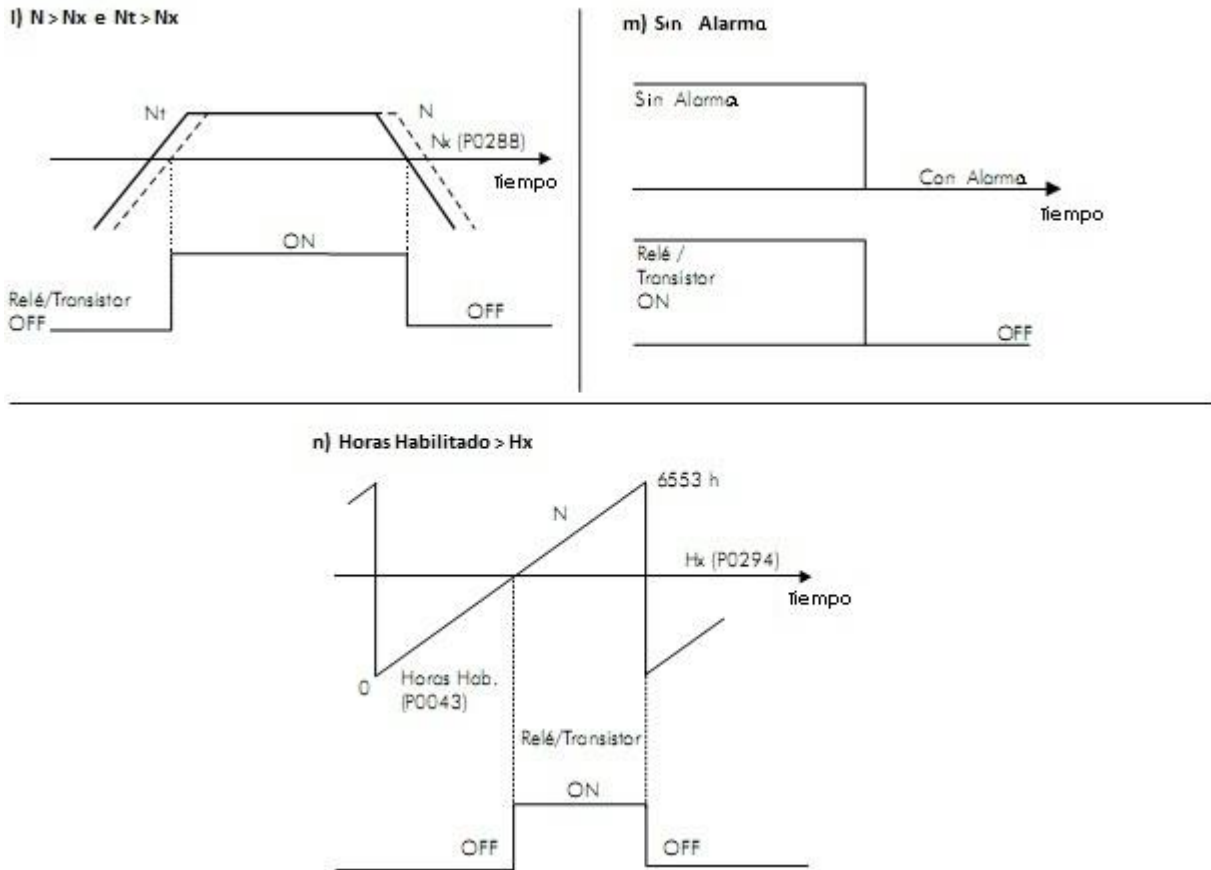 l) N > Nx e Nt > Nx
Nt
N
Nx (P0288)
Tiempo
ON
Relé/Transistor
OFF
OFF
m) Sin Alarma
Sin Alarma
Con Alarma
Tiempo
Relé /
Transistor
ON
OFF
n) Horas Habilitado > Hx
6553 h
N
Hx (P0294)
Tiempo
0
Horas Hab.
(P0043)
Relé/Transistor
ON
OFF
OFF